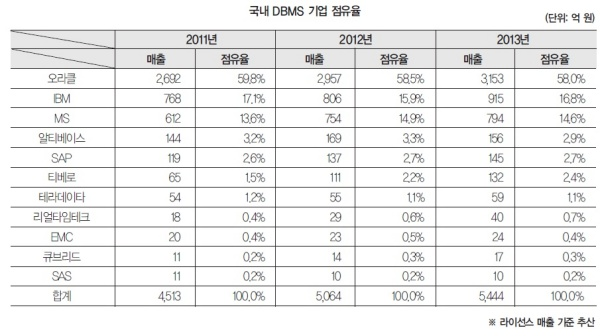 국내 DBMS 기업 점유율
(단위: 억 원)
2011년 2012년 2013년
매출 점유율 매출 점유율 매출 점유율
오라클 2,692 59.8% 2,957 58.5% 3,153 58.0%
IBM 768 17.1% 806 15.9% 915 16.8%
MS 612 13.6% 754 14.9% 794 14.6%
알티베이스 144 3.2% 169 3.3% 156 2.9%
SAP 119 2.6% 137 2.7% 145 2.7%
티베로 65 1.5% 111 2.2% 132 2.4%
테라데이타 54 1.2% 55 1.1% 59 1.1%
리얼타임테크 18 0.4% 29 0.6% 40 0.7%
EMC 20 0.4% 23 0.5% 24 0.4%
큐브리드 11 0.2% 14 0.3% 17 0.3%
SAS 11 0.2% 10 0.2% 10 0.2%
합계 4,513 100.0% 5,064 100.0% 5,444 100.0%
※ 라이선스 매출 기준 추산